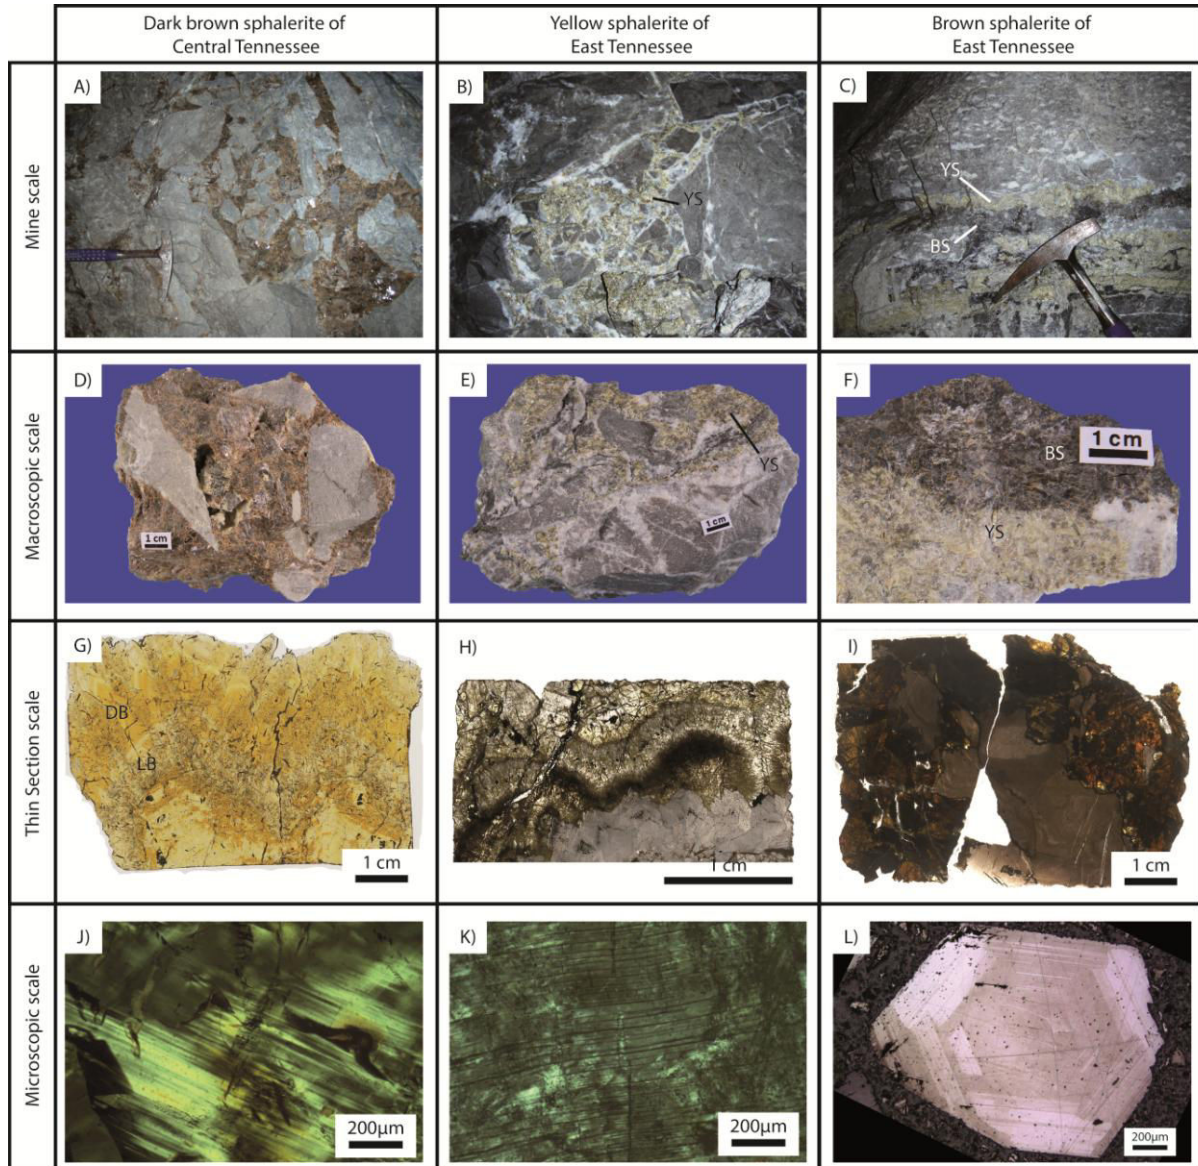 Dark brown sphalerite of
Central Tennessee
Yellow sphalerite of
East Tennessee
Brown sphalerite of
East Tennessee
Mine scale
A)
B)
YS
C)
YS
BS
Macroscopic scale
D)
1 cm
E)
YS
1 cm
F)
1 cm
BS
YS
Thin Section scale
G)
DB
LB
1 cm
H)
1 cm
I)
1 cm
Microscopic scale
J)
200μm
K)
200μm
L)
200μm